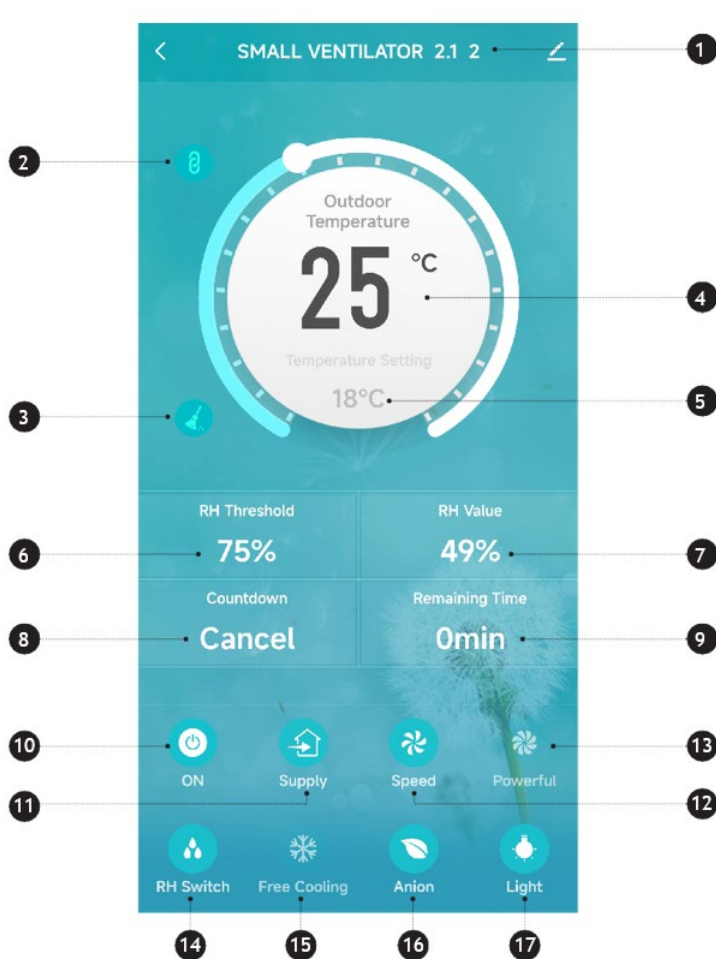 SMALL VENTILATOR 2.1 2
1
2
Outdoor
Temperature
25 °C
4
Temperature Setting
18°C
5
3
RH Threshold
RH Value
6
75%
49%
7
Countdown
Remaining Time
8
Cancel
0min
9
10
13
ON
Supply
Speed
Powerful
11
12
RH Switch
Free Cooling
Anion
Light
14
15
16
17